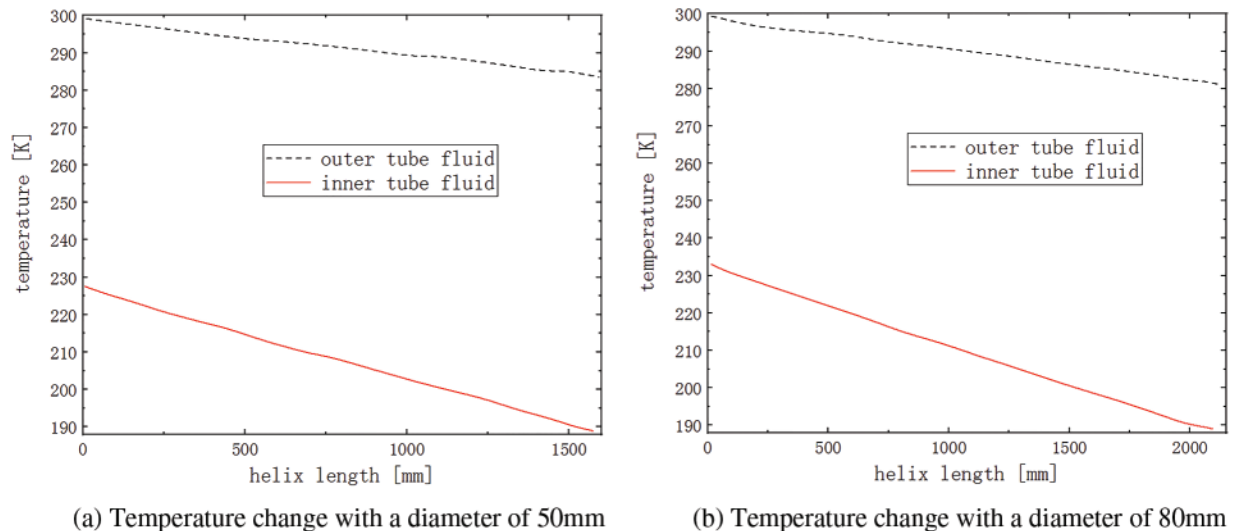 300
290
280
270
260
250
240
230
220
210
200
190
temperature [K]
outer tube fluid
inner tube fluid
0 500 1000 1500
helix length [mm]
(a) Temperature change with a diameter of 50mm
300
290
280
270
260
250
240
230
220
210
200
190
temperature [K]
outer tube fluid
inner tube fluid
0 500 1000 1500 2000
helix length [mm]
(b) Temperature change with a diameter of 80mm